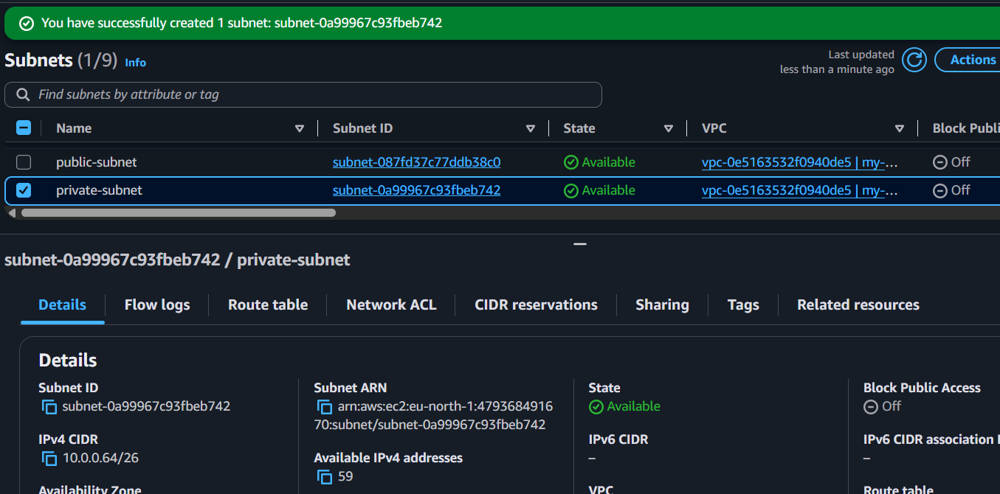 You have successfully created 1 subnet: subnet-0a99967c93fbeb742
Subnets (1/9) Info
Last updated
less than a minute ago
Actions
Find subnets by attribute or tag
Name Subnet ID State VPC Block Publi
public-subnet subnet-087fd37c77ddb38c0 Available vpc-0e5163532f0940de5 | my-... Off
private-subnet subnet-0a99967c93fbeb742 Available vpc-0e5163532f0940de5 | my-... Off
subnet-0a99967c93fbeb742 / private-subnet
Details Flow logs Route table Network ACL CIDR reservations Sharing Tags Related resources
Details
Subnet ID
subnet-0a99967c93fbeb742
Subnet ARN
arn:aws:ec2:eu-north-1:4793684916
70:subnet/subnet-0a99967c93fbeb742
State
Available
Block Public Access
Off
IPv4 CIDR
10.0.0.64/26
Available IPv4 addresses
59
IPv6 CIDR
–
IPv6 CIDR association
–
Availability Zone
VPC
Route table